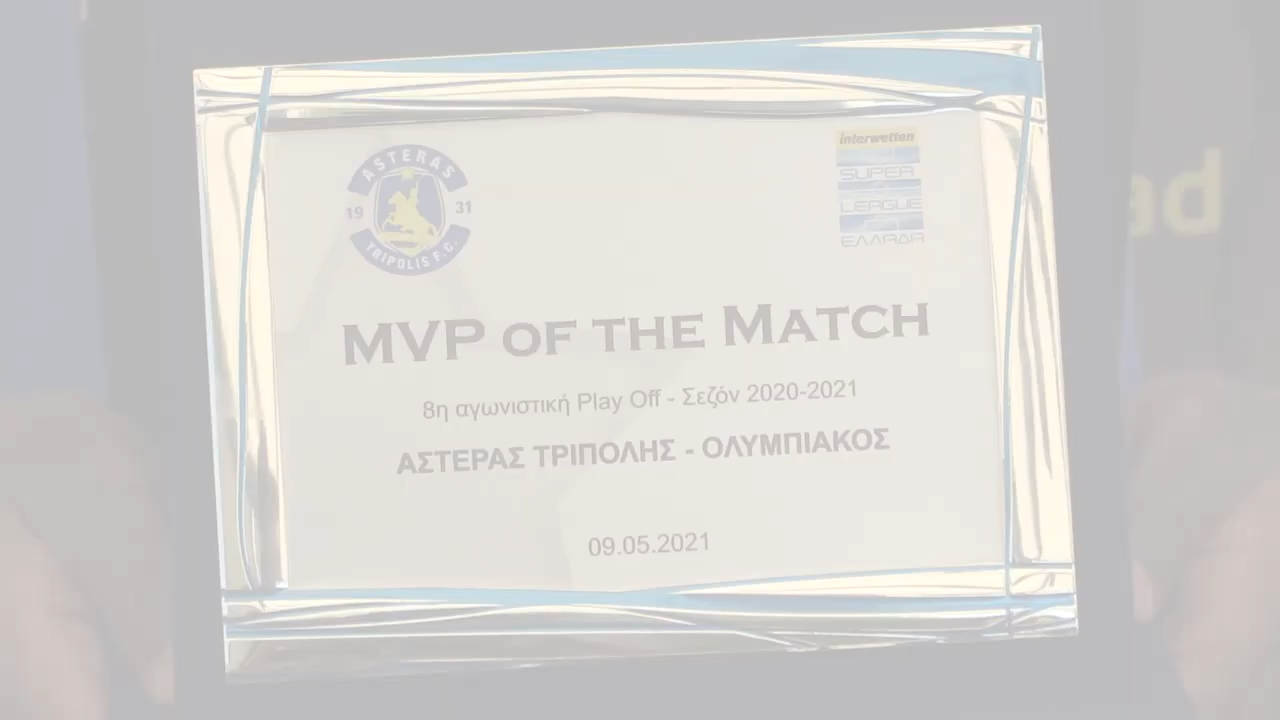 ASTERAS
19 31
TRIPOLIS F.C.
interwetten
SUPER
LEAGUE
ΕΛΛΑΔΑ
MVP OF THE MATCH
8η αγωνιστική Play Off - Σεζόν 2020-2021
ΑΣΤΕΡΑΣ ΤΡΙΠΟΛΗΣ - ΟΛΥΜΠΙΑΚΟΣ
09.05.2021